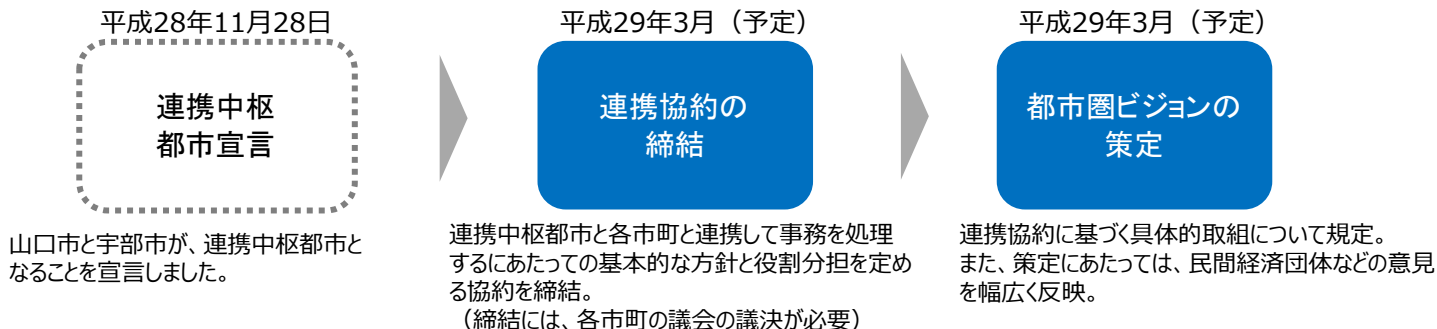 平成28年11月28日
連携中枢
都市宣言
山口市と宇部市が、連携中枢都市と
なることを宣言しました。
平成29年3月（予定）
連携協約の
締結
連携中枢都市と各市町と連携して事務を処理
するにあたっての基本的な方針と役割分担を定め
る協約を締結。
（締結には、各市町の議会の議決が必要）
平成29年3月（予定）
都市圏ビジョンの
策定
連携協約に基づく具体的取組について規定。
また、策定にあたっては、民間経済団体などの意見
を幅広く反映。